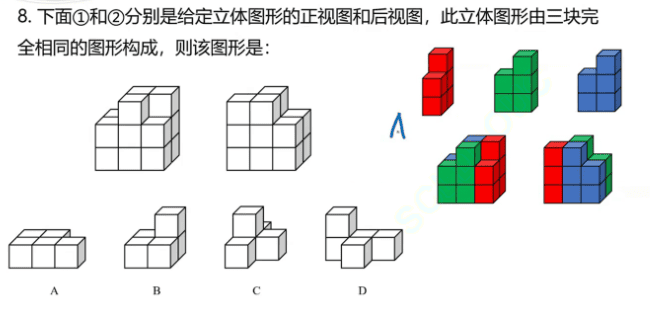 8. 下面①和②分别是给定立体图形的正视图和后视图，此立体图形由三块完
全相同的图形构成，则该图形是：
A
A B C D